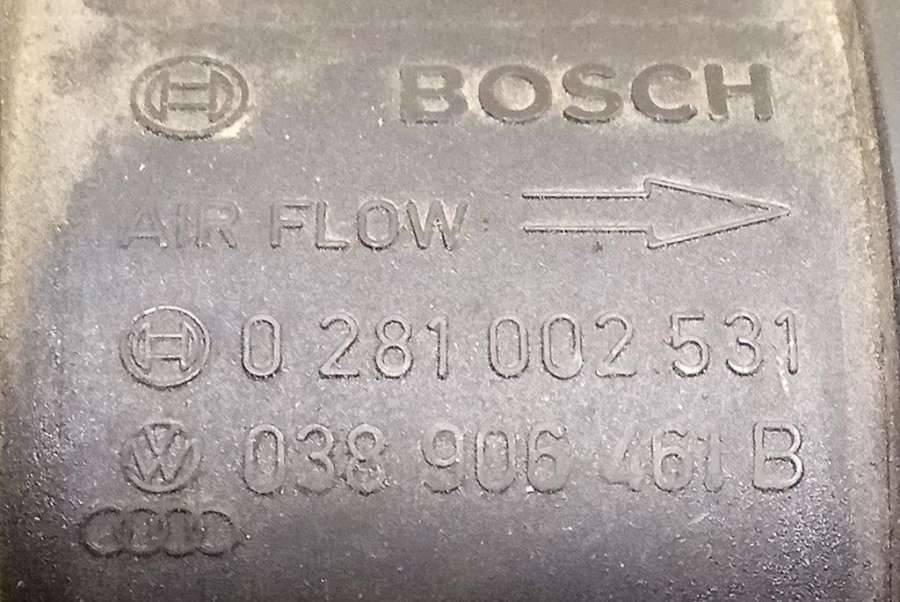 BOSCH
AIR FLOW
0 281 002 531
038 906 461 B